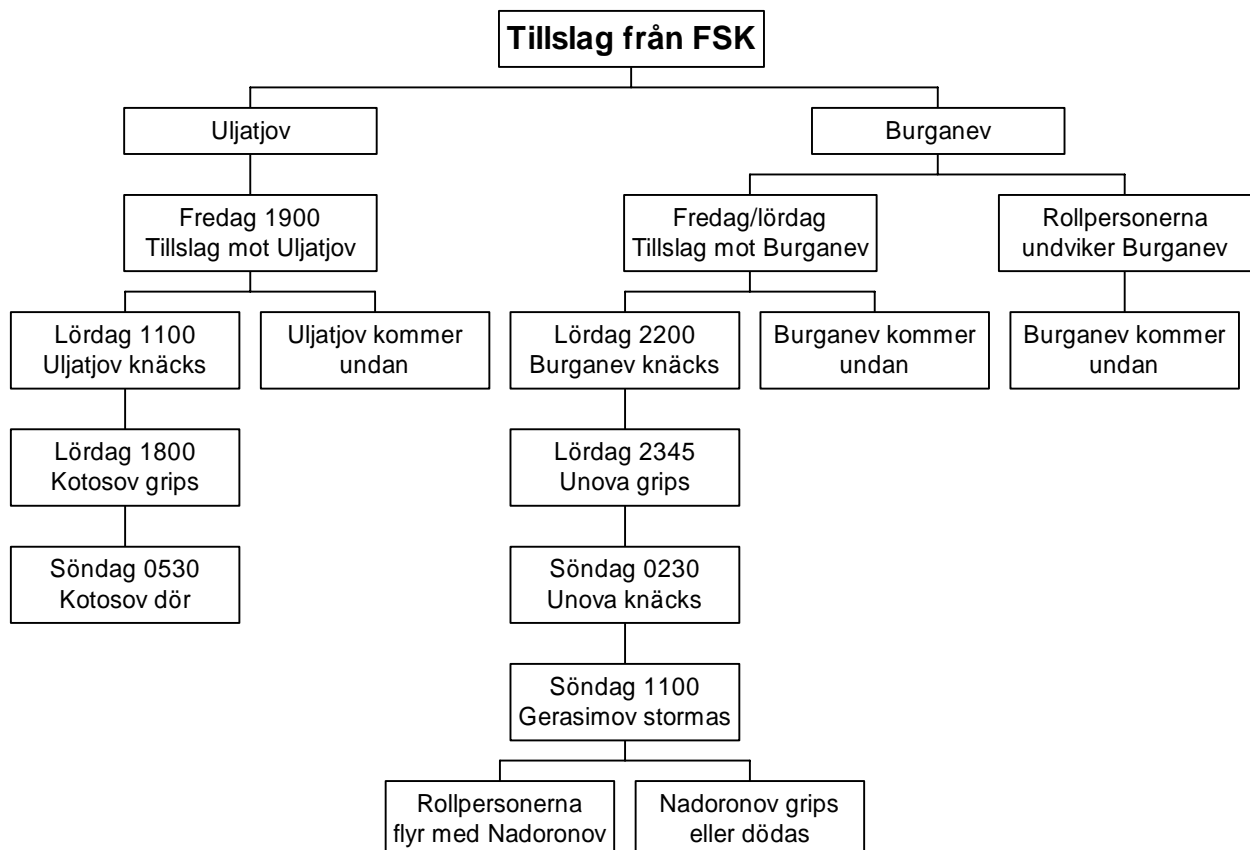 Tillslag från FSK
Uljatjov
Burganev
Fredag 1900
Tillslag mot Uljatjov
Fredag/lördag
Tillslag mot Burganev
Rollpersonerna
undviker Burganev
Lördag 1100
Uljatjov knäcks
Uljatjov kommer
undan
Lördag 2200
Burganev knäcks
Burganev kommer
undan
Burganev kommer
undan
Lördag 1800
Kotosov grips
Lördag 2345
Unova grips
Söndag 0530
Kotosov dör
Söndag 0230
Unova knäcks
Söndag 1100
Gerasimov stormas
Rollpersonerna
flyr med Nadoronov
Nadoronov grips
eller dödas